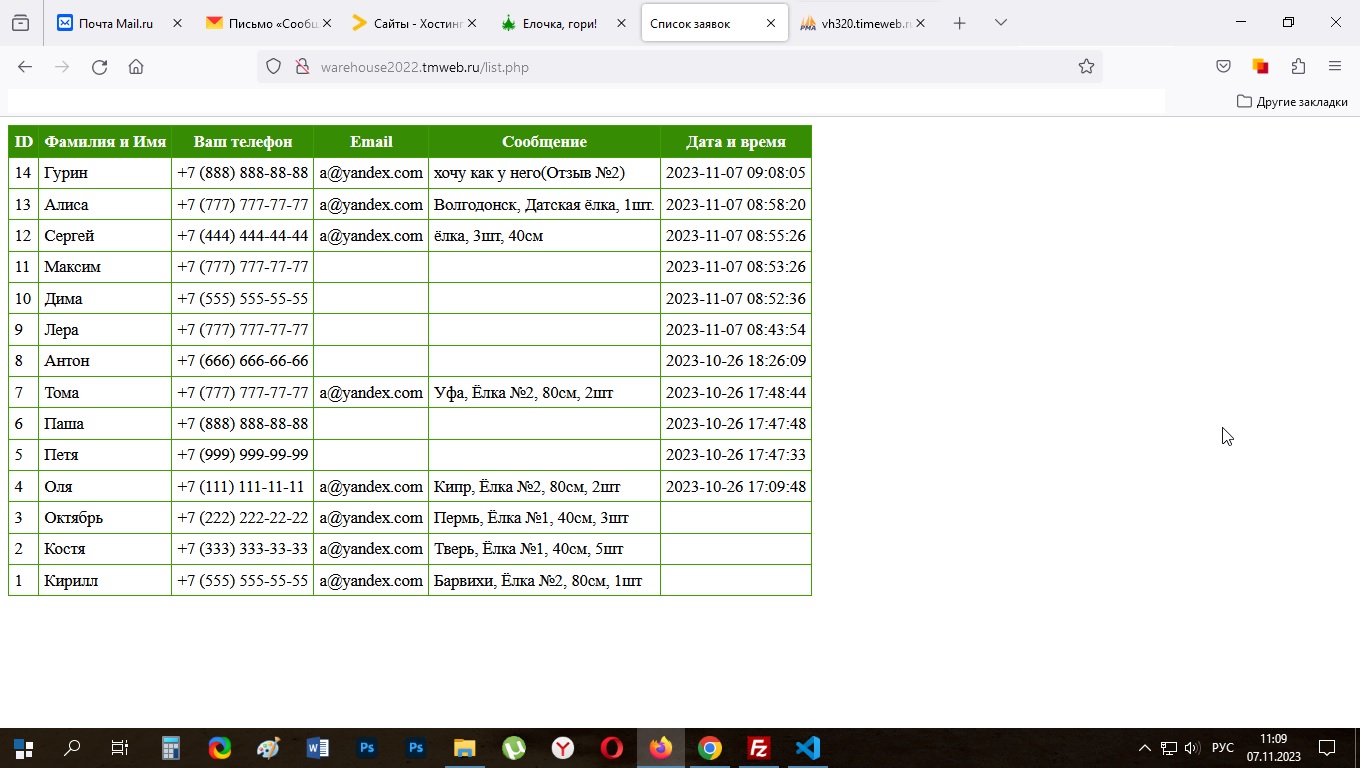 Почта Mail.ru
Письмо «Сообщ
Сайты - Хостинг
Елочка, гори!
Список заявок
vh320.timeweb.r
warehouse2022.tmweb.ru/list.php
Другие закладки
ID Фамилия и Имя Ваш телефон Email Сообщение Дата и время
14 Гурин +7 (888) 888-88-88 a@yandex.com хочу как у него(Отзыв №2) 2023-11-07 09:08:05
13 Алиса +7 (777) 777-77-77 a@yandex.com Волгодонск, Датская ёлка, 1шт. 2023-11-07 08:58:20
12 Сергей +7 (444) 444-44-44 a@yandex.com ёлка, 3шт, 40см 2023-11-07 08:55:26
11 Максим +7 (777) 777-77-77 2023-11-07 08:53:26
10 Дима +7 (555) 555-55-55 2023-11-07 08:52:36
9 Лера +7 (777) 777-77-77 2023-11-07 08:43:54
8 Антон +7 (666) 666-66-66 2023-10-26 18:26:09
7 Тома +7 (777) 777-77-77 a@yandex.com Уфа, Ёлка №2, 80см, 2шт 2023-10-26 17:48:44
6 Паша +7 (888) 888-88-88 2023-10-26 17:47:48
5 Петя +7 (999) 999-99-99 2023-10-26 17:47:33
4 Оля +7 (111) 111-11-11 a@yandex.com Кипр, Ёлка №2, 80см, 2шт 2023-10-26 17:09:48
3 Октябрь +7 (222) 222-22-22 a@yandex.com Пермь, Ёлка №1, 40см, 3шт
2 Костя +7 (333) 333-33-33 a@yandex.com Тверь, Ёлка №1, 40см, 5шт
1 Кирилл +7 (555) 555-55-55 a@yandex.com Барвихи, Ёлка №2, 80см, 1шт
РУС
11:09
07.11.2023